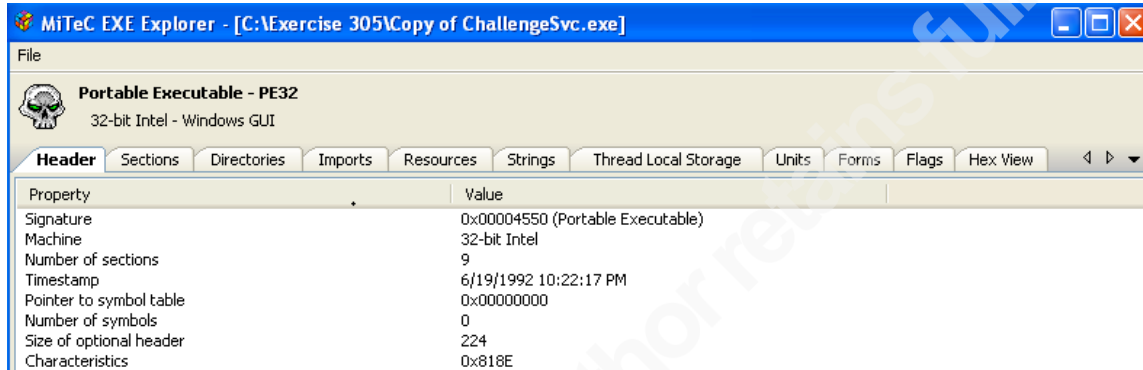 MiTeC EXE Explorer - [C:\Exercise 305\Copy of ChallengeSvc.exe]
File
Portable Executable - PE32
32-bit Intel - Windows GUI
Header Sections Directories Imports Resources Strings Thread Local Storage Units Forms Flags Hex View
Property Value
Signature 0x00004550 (Portable Executable)
Machine 32-bit Intel
Number of sections 9
Timestamp 6/19/1992 10:22:17 PM
Pointer to symbol table 0x00000000
Number of symbols 0
Size of optional header 224
Characteristics 0x818E
hor retains ful